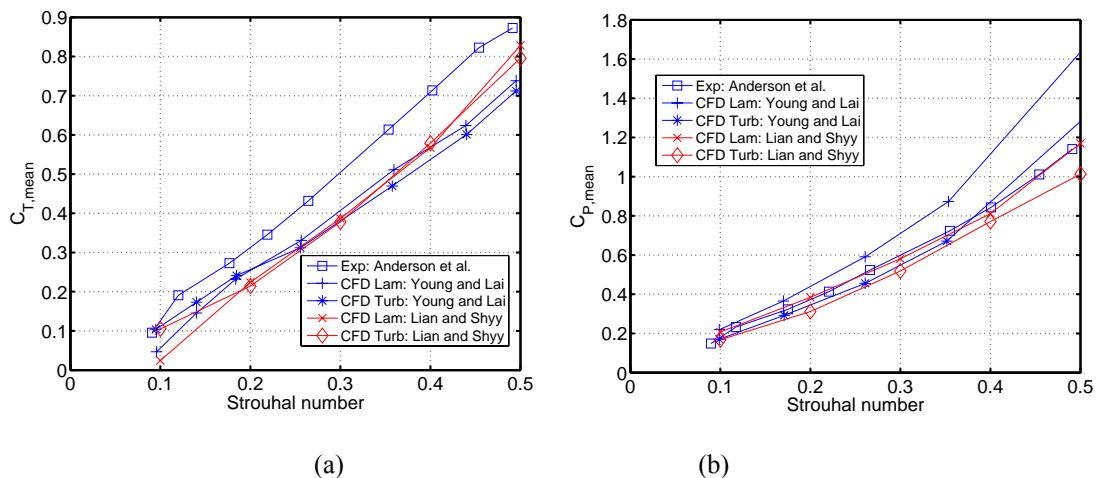 0.9
0.8
0.7
0.6
0.5
0.4
0.3
0.2
0.1
0
C_T,mean
0 0.1 0.2 0.3 0.4 0.5
Strouhal number
Exp: Anderson et al.
CFD Lam: Young and Lai
CFD Turb: Young and Lai
CFD Lam: Lian and Shyy
CFD Turb: Lian and Shyy
(a)
1.8
1.6
1.4
1.2
1
0.8
0.6
0.4
0.2
0
C_P,mean
0 0.1 0.2 0.3 0.4 0.5
Strouhal number
Exp: Anderson et al.
CFD Lam: Young and Lai
CFD Turb: Young and Lai
CFD Lam: Lian and Shyy
CFD Turb: Lian and Shyy
(b)